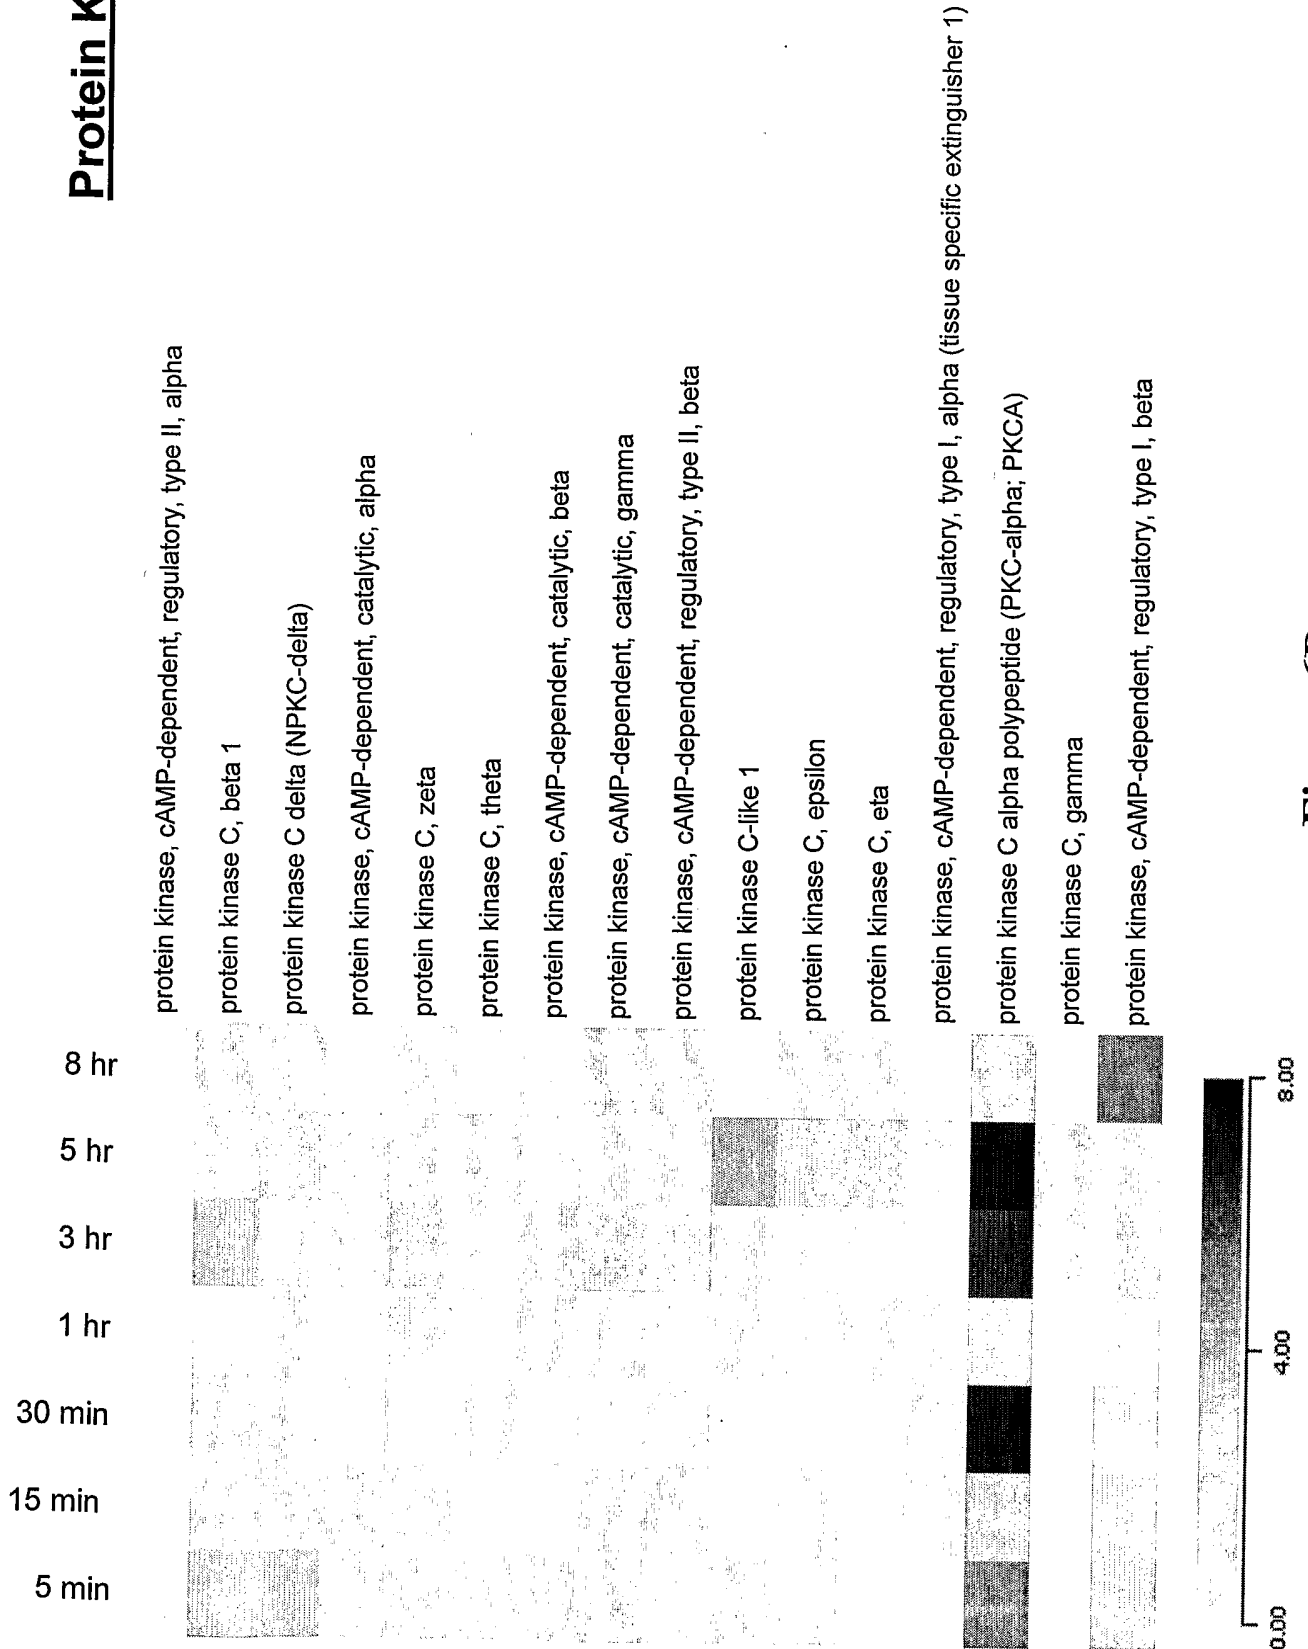 Protein K
5 min
15 min
30 min
1 hr
3 hr
5 hr
8 hr
protein kinase, cAMP-dependent, regulatory, type II, alpha
protein kinase C, beta 1
protein kinase C delta (NPKC-delta)
protein kinase, cAMP-dependent, catalytic, alpha
protein kinase C, zeta
protein kinase C, theta
protein kinase, cAMP-dependent, catalytic, beta
protein kinase, cAMP-dependent, catalytic, gamma
protein kinase, cAMP-dependent, regulatory, type II, beta
protein kinase C-like 1
protein kinase C, epsilon
protein kinase C, eta
protein kinase, cAMP-dependent, regulatory, type I, alpha (tissue specific extinguisher 1)
protein kinase C alpha polypeptide (PKC-alpha; PKCA)
protein kinase C, gamma
protein kinase, cAMP-dependent, regulatory, type I, beta
0.00 4.00 8.00